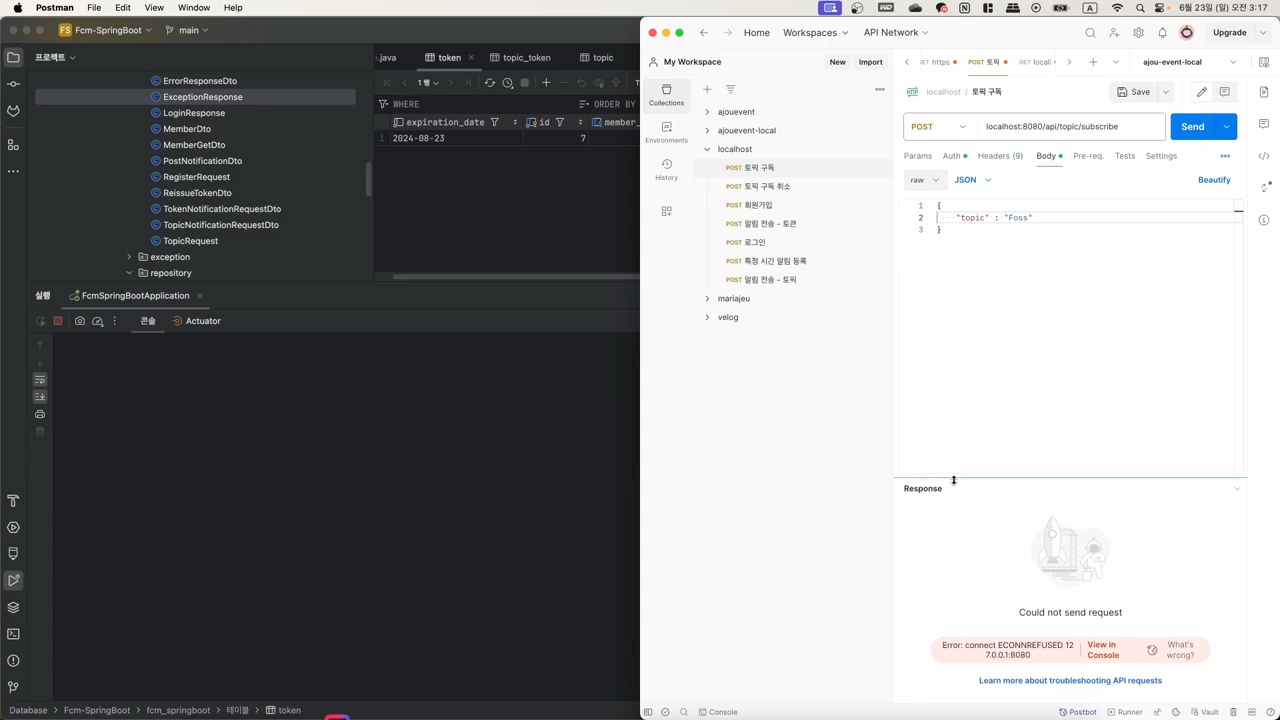 Postman File Edit View Window Help
6월 23일 (일) 오전 3:17
FS Fcm-SpringBoot main
프로젝트
ErrorResponseDto
ExceptionResponse
LoginResponse
MemberDto
MemberGetDto
PostNotificationDto
RegisterRequest
ReissueTokenDto
TokenNotificationRequestDto
TopicNotificationRequestDto
TopicRequest
exception
repository
.java token topic_token topic
1 행
WHERE ORDER BY
expiration_date id member_
1 2024-08-23 7
실행 FcmSpringBootApplication
콘솔 Actuator
Database Fcm-SpringBoot fcm_springboot 테이블 token
Home Workspaces API Network Upgrade
My Workspace New Import
Collections
Environments
History
ajouevent
ajouevent-local
localhost
POST 토픽 구독
POST 토픽 구독 취소
POST 회원가입
POST 알림 전송 - 토큰
POST 로그인
POST 특정 시간 알림 등록
POST 알림 전송 - 토픽
mariajeu
velog
https POST 토픽 GET locall ajou-event-local
HTTP localhost / 토픽 구독 Save
POST localhost:8080/api/topic/subscribe Send
Params Auth Headers (9) Body Pre-req. Tests Settings
raw JSON Beautify
1 {
2 "topic" : "Foss"
3 }
Response
Could not send request
Error: connect ECONNREFUSED 12
7.0.0.1:8080
View in
Console
What's
wrong?
Learn more about troubleshooting API requests
Console Postbot Runner Vault